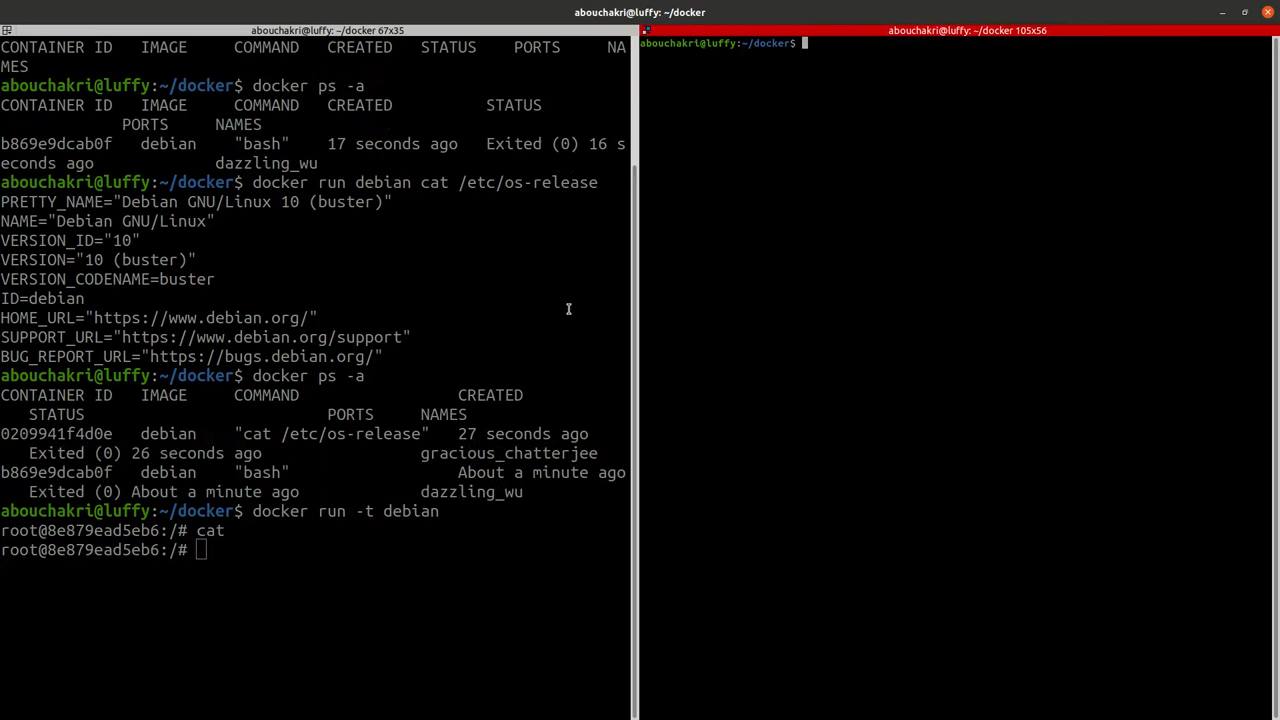 abouchakri@luffy: ~/docker
abouchakri@luffy: ~/docker 67x35
CONTAINER ID   IMAGE     COMMAND   CREATED   STATUS    PORTS     NA
MES
abouchakri@luffy:~/docker$ docker ps -a
CONTAINER ID   IMAGE     COMMAND   CREATED          STATUS
             PORTS     NAMES
b869e9dcab0f   debian    "bash"    17 seconds ago   Exited (0) 16 s
econds ago             dazzling_wu
abouchakri@luffy:~/docker$ docker run debian cat /etc/os-release
PRETTY_NAME="Debian GNU/Linux 10 (buster)"
NAME="Debian GNU/Linux"
VERSION_ID="10"
VERSION="10 (buster)"
VERSION_CODENAME=buster
ID=debian
HOME_URL="https://www.debian.org/"
SUPPORT_URL="https://www.debian.org/support"
BUG_REPORT_URL="https://bugs.debian.org/"
abouchakri@luffy:~/docker$ docker ps -a
CONTAINER ID   IMAGE     COMMAND                 CREATED
   STATUS                          PORTS     NAMES
0209941f4d0e   debian    "cat /etc/os-release"   27 seconds ago
   Exited (0) 26 seconds ago                 gracious_chatterjee
b869e9dcab0f   debian    "bash"                  About a minute ago
   Exited (0) About a minute ago             dazzling_wu
abouchakri@luffy:~/docker$ docker run -t debian
root@8e879ead5eb6:/# cat
root@8e879ead5eb6:/#
abouchakri@luffy: ~/docker 105x56
abouchakri@luffy:~/docker$